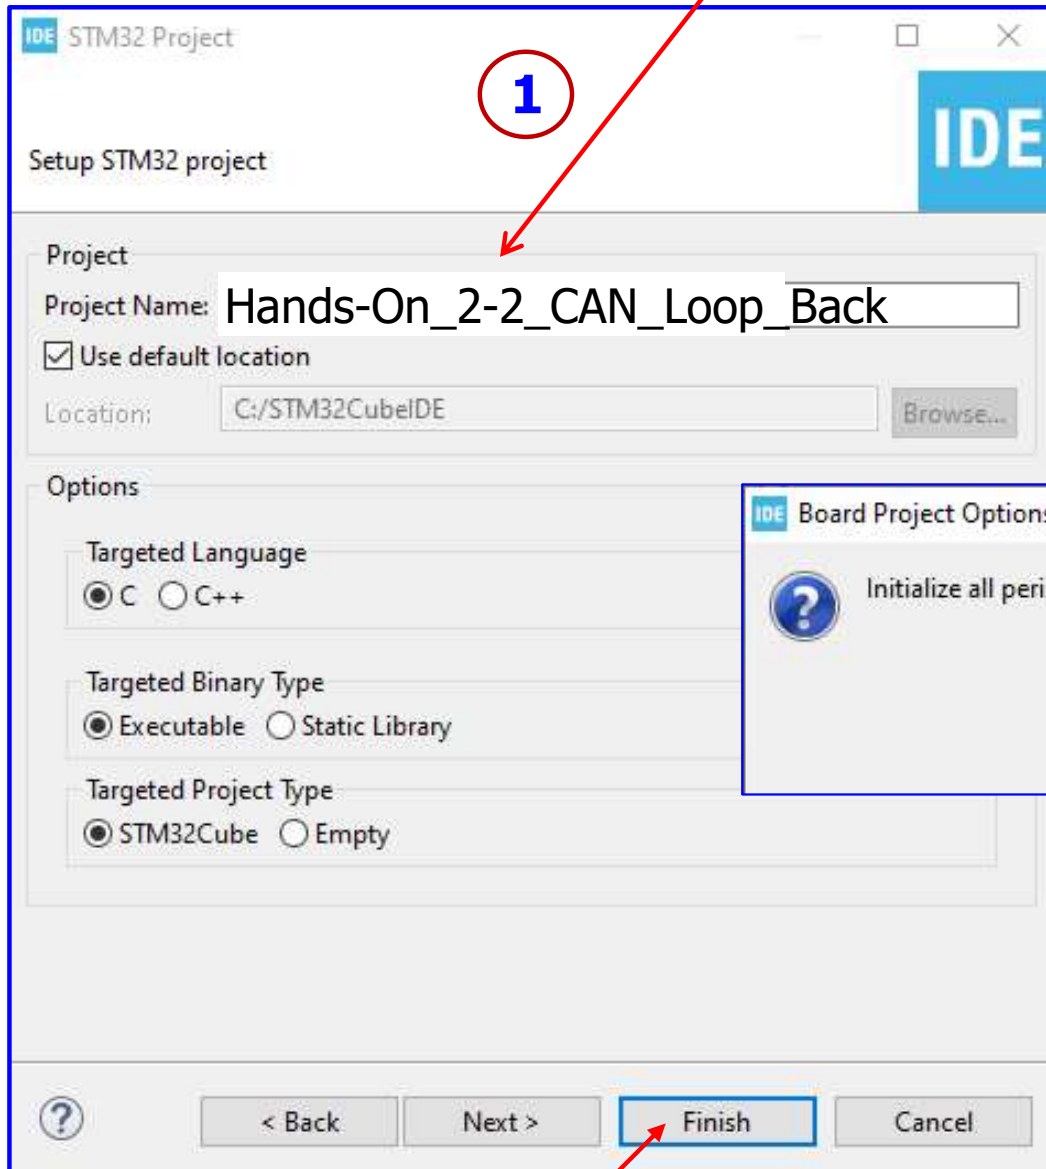 IDE STM32 Project
1
IDE
Setup STM32 project
Project
Project Name: Hands-On_2-2_CAN_Loop_Back
Use default location
Location: C:/STM32CubeIDE Browse...
Options
Targeted Language
C C++
Targeted Binary Type
Executable Static Library
Targeted Project Type
STM32Cube Empty
IDE Board Project Options
? Initialize all peri
? < Back Next > Finish Cancel